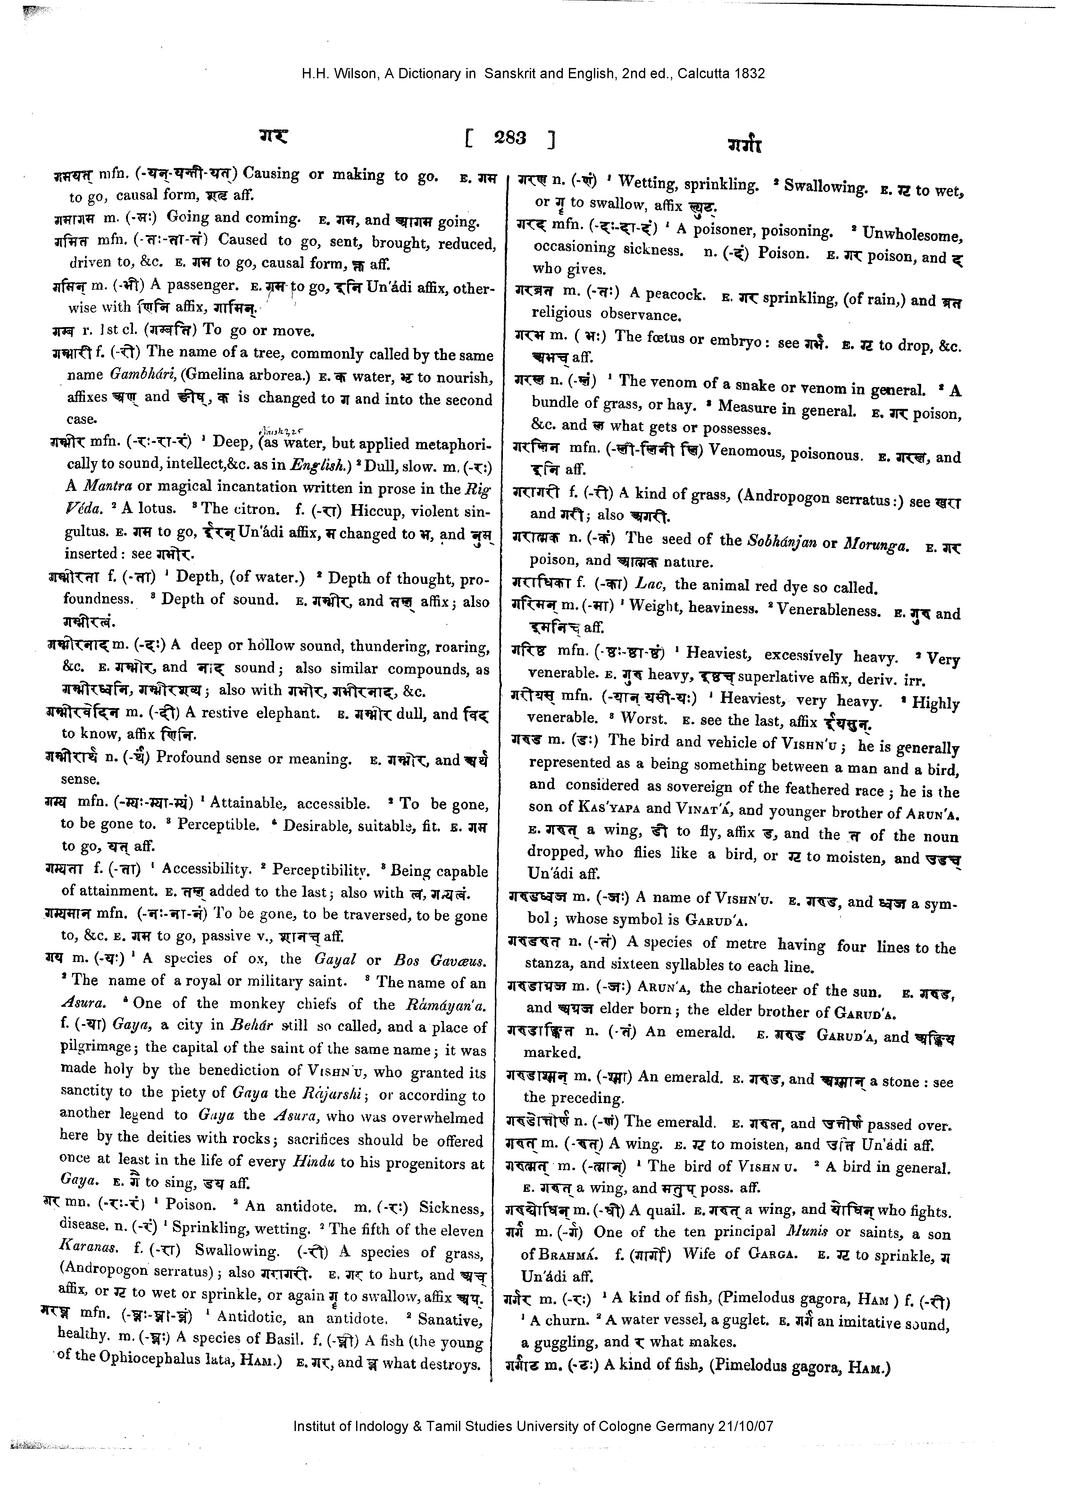 H.H. Wilson, A Dictionary in Sanskrit and English, 2nd ed., Calcutta 1832
गर
[ 283 ]
गर्गा
गमयत् mfn. (-यन्-यन्ती-यत्) Causing or making to go. E. गम
to go, causal form, शतृ aff.
गमागम m. (-मः) Going and coming. E. गम, and आगम going.
गमित mfn. (-तः-ता-तं) Caused to go, sent, brought, reduced,
driven to, &c. E. गम to go, causal form, क्त aff.
गमिन् m. (-मी) A passenger. E. गम to go, इनि Un'ádi affix, other-
wise with णिनि affix, गामिन्.
गम्ब r. 1st cl. (गम्बति) To go or move.
गम्भारी f. (-री) The name of a tree, commonly called by the same
name Gambhári, (Gmelina arborea.) E. क water, भृ to nourish,
affixes अण् and ङीष्, क is changed to ग and into the second
case.
गम्भीर mfn. (-रः-रा-रं) ¹ Deep, (as water, but applied metaphori-
cally to sound, intellect,&c. as in English.) ² Dull, slow. m. (-रः)
A Mantra or magical incantation written in prose in the Rig
Véda. ² A lotus. ³ The citron. f. (-रा) Hiccup, violent sin-
gultus. E. गम to go, ईरन् Un'ádi affix, म changed to भ, and नुम्
inserted : see गभीर.
गम्भीरता f. (-ता) ¹ Depth, (of water.) ² Depth of thought, pro-
foundness. ³ Depth of sound. E. गम्भीर, and तल् affix; also
गम्भीरत्वं.
गम्भीरनाद m. (-दः) A deep or hollow sound, thundering, roaring,
&c. E. गम्भीर, and नाद sound; also similar compounds, as
गम्भीरध्वनि, गम्भीरशब्द; also with गभीर, गभीरनाद, &c.
गम्भीरवेदिन् m. (-दी) A restive elephant. E. गम्भीर dull, and विद
to know, affix णिनि.
गम्भीरार्थ n. (-र्थं) Profound sense or meaning. E. गम्भीर, and अर्थ
sense.
गम्य mfn. (-म्यः-म्या-म्यं) ¹ Attainable, accessible. ² To be gone,
to be gone to. ³ Perceptible. ⁴ Desirable, suitable, fit. E. गम
to go, यत् aff.
गम्यता f. (-ता) ¹ Accessibility. ² Perceptibility. ³ Being capable
of attainment. E. तल् added to the last; also with त्व, गम्यत्वं.
गम्यमान mfn. (-नः-ना-नं) To be gone, to be traversed, to be gone
to, &c. E. गम to go, passive v., शानच् aff.
गय m. (-यः) ¹ A species of ox, the Gayal or Bos Gavæus.
² The name of a royal or military saint. ³ The name of an
Asura. ⁴ One of the monkey chiefs of the Rámáyan'a.
f. (-या) Gaya, a city in Behár still so called, and a place of
pilgrimage; the capital of the saint of the same name; it was
made holy by the benediction of VISHN'U, who granted its
sanctity to the piety of Gaya the Rájarshi; or according to
another legend to Gaya the Asura, who was overwhelmed
here by the deities with rocks; sacrifices should be offered
once at least in the life of every Hindu to his progenitors at
Gaya. E. गै to sing, डय aff.
गर mn. (-रः-रं) ¹ Poison. ² An antidote. m. (-रः) Sickness,
disease. n. (-रं) ¹ Sprinkling, wetting. ² The fifth of the eleven
Karanas. f. (-रा) Swallowing. (-री) A species of grass,
(Andropogon serratus); also गरागरी. E. गर to hurt, and अच्
affix, or गृ to wet or sprinkle, or again गॄ to swallow, affix अप्.
गरघ्न mfn. (-घ्नः-घ्ना-घ्नं) ¹ Antidotic, an antidote. ² Sanative,
healthy. m. (-घ्नः) A species of Basil. f. (-घ्नी) A fish (the young
of the Ophiocephalus lata, HAM.) E. गर, and घ्न what destroys.
गरण n. (-णं) ¹ Wetting, sprinkling. ² Swallowing. E. गृ to wet,
or गॄ to swallow, affix ल्युट्.
गरद mfn. (-दः-दा-दं) ¹ A poisoner, poisoning. ² Unwholesome,
occasioning sickness. n. (-दं) Poison. E. गर poison, and द
who gives.
गरव्रत m. (-तः) A peacock. E. गर sprinkling, (of rain,) and व्रत
religious observance.
गरभ m. ( भः) The fœtus or embryo : see गर्भ. E. गृ to drop, &c.
अभच् aff.
गरल n. (-लं) ¹ The venom of a snake or venom in general. ² A
bundle of grass, or hay. ³ Measure in general. E. गर poison,
&c. and ल what gets or possesses.
गरलिन् mfn. (-ली-लिनी लि) Venomous, poisonous. E. गरल, and
इनि aff.
गरागरी f. (-री) A kind of grass, (Andropogon serratus:) see खरा
and गरी; also अगरी.
गरात्मक n. (-कं) The seed of the Sobhánjan or Morunga. E. गर
poison, and आत्मक nature.
गराधिका f. (-का) Lac, the animal red dye so called.
गरिमन् m. (-मा) ¹ Weight, heaviness. ² Venerableness. E. गुरु and
इमनिच् aff.
गरिष्ठ mfn. (-ष्ठः-ष्ठा-ष्ठं) ¹ Heaviest, excessively heavy. ² Very
venerable. E. गुरु heavy, इष्ठच् superlative affix, deriv. irr.
गरीयस् mfn. (-यान् यसी-यः) ¹ Heaviest, very heavy. ² Highly
venerable. ³ Worst. E. see the last, affix ईयसुन्.
गरुड m. (डः) The bird and vehicle of VISHN'U; he is generally
represented as a being something between a man and a bird,
and considered as sovereign of the feathered race; he is the
son of KAS'YAPA and VINAT'Á, and younger brother of ARUN'A.
E. गरुत् a wing, डी to fly, affix ड, and the त of the noun
dropped, who flies like a bird, or गृ to moisten, and उडच्
Un'ádi aff.
गरुडध्वज m. (-जः) A name of VISHN'U. E. गरुड, and ध्वज a sym-
bol; whose symbol is GARUD'A.
गरुडरुत n. (-तं) A species of metre having four lines to the
stanza, and sixteen syllables to each line.
गरुडाग्रज m. (-जः) ARUN'A, the charioteer of the sun. E. गरुड,
and अग्रज elder born; the elder brother of GARUD'A.
गरुडाङ्कित n. (-तं) An emerald. E. गरुड GARUD'A, and अङ्कित
marked.
गरुडाश्मन् m. (-श्मा) An emerald. E. गरुड, and अश्मन् a stone : see
the preceding.
गरुडोत्तीर्ण n. (-र्णं) The emerald. E. गरुत, and उत्तीर्ण passed over.
गरुत् m. (-रुत्) A wing. E. गृ to moisten, and उति Un'ádi aff.
गरुत्मत् m. (-त्मान्) ¹ The bird of VISHNU. ² A bird in general.
E. गरुत् a wing, and मतुप् poss. aff.
गरुद्योधिन् m. (-धी) A quail. E. गरुत् a wing, and योधिन् who fights.
गर्ग m. (-र्गः) One of the ten principal Munis or saints, a son
of BRAHMÁ. f. (गार्गी) Wife of GARGA. E. गृ to sprinkle, ग
Un'ádi aff.
गर्गर m. (-रः) ¹ A kind of fish, (Pimelodus gagora, HAM ) f. (-री)
¹ A churn. ² A water vessel, a guglet. E. गर्ग an imitative sound,
a guggling, and र what makes.
गर्गाट m. (-टः) A kind of fish, (Pimelodus gagora, HAM.)
Institut of Indology & Tamil Studies University of Cologne Germany 21/10/07